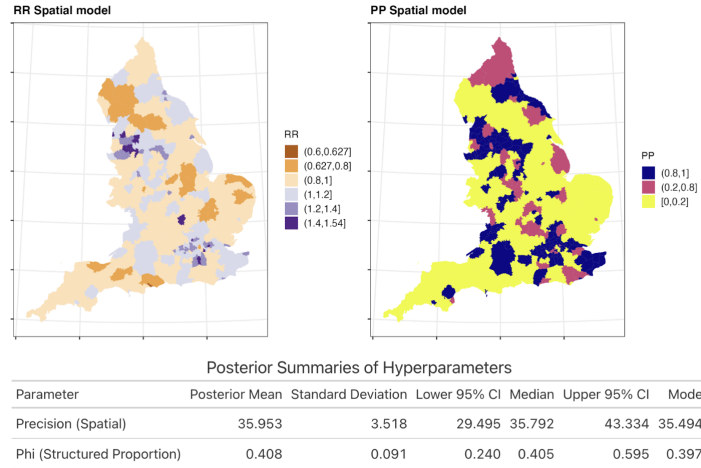 RR Spatial model
PP Spatial model
RR
(0.6,0.627]
(0.627,0.8]
(0.8,1]
(1,1.2]
(1.2,1.4]
(1.4,1.54]
PP
(0.8,1]
(0.2,0.8]
[0,0.2]
Posterior Summaries of Hyperparameters
Parameter Posterior Mean Standard Deviation Lower 95% CI Median Upper 95% CI Mode
Precision (Spatial) 35.953 3.518 29.495 35.792 43.334 35.494
Phi (Structured Proportion) 0.408 0.091 0.240 0.405 0.595 0.397